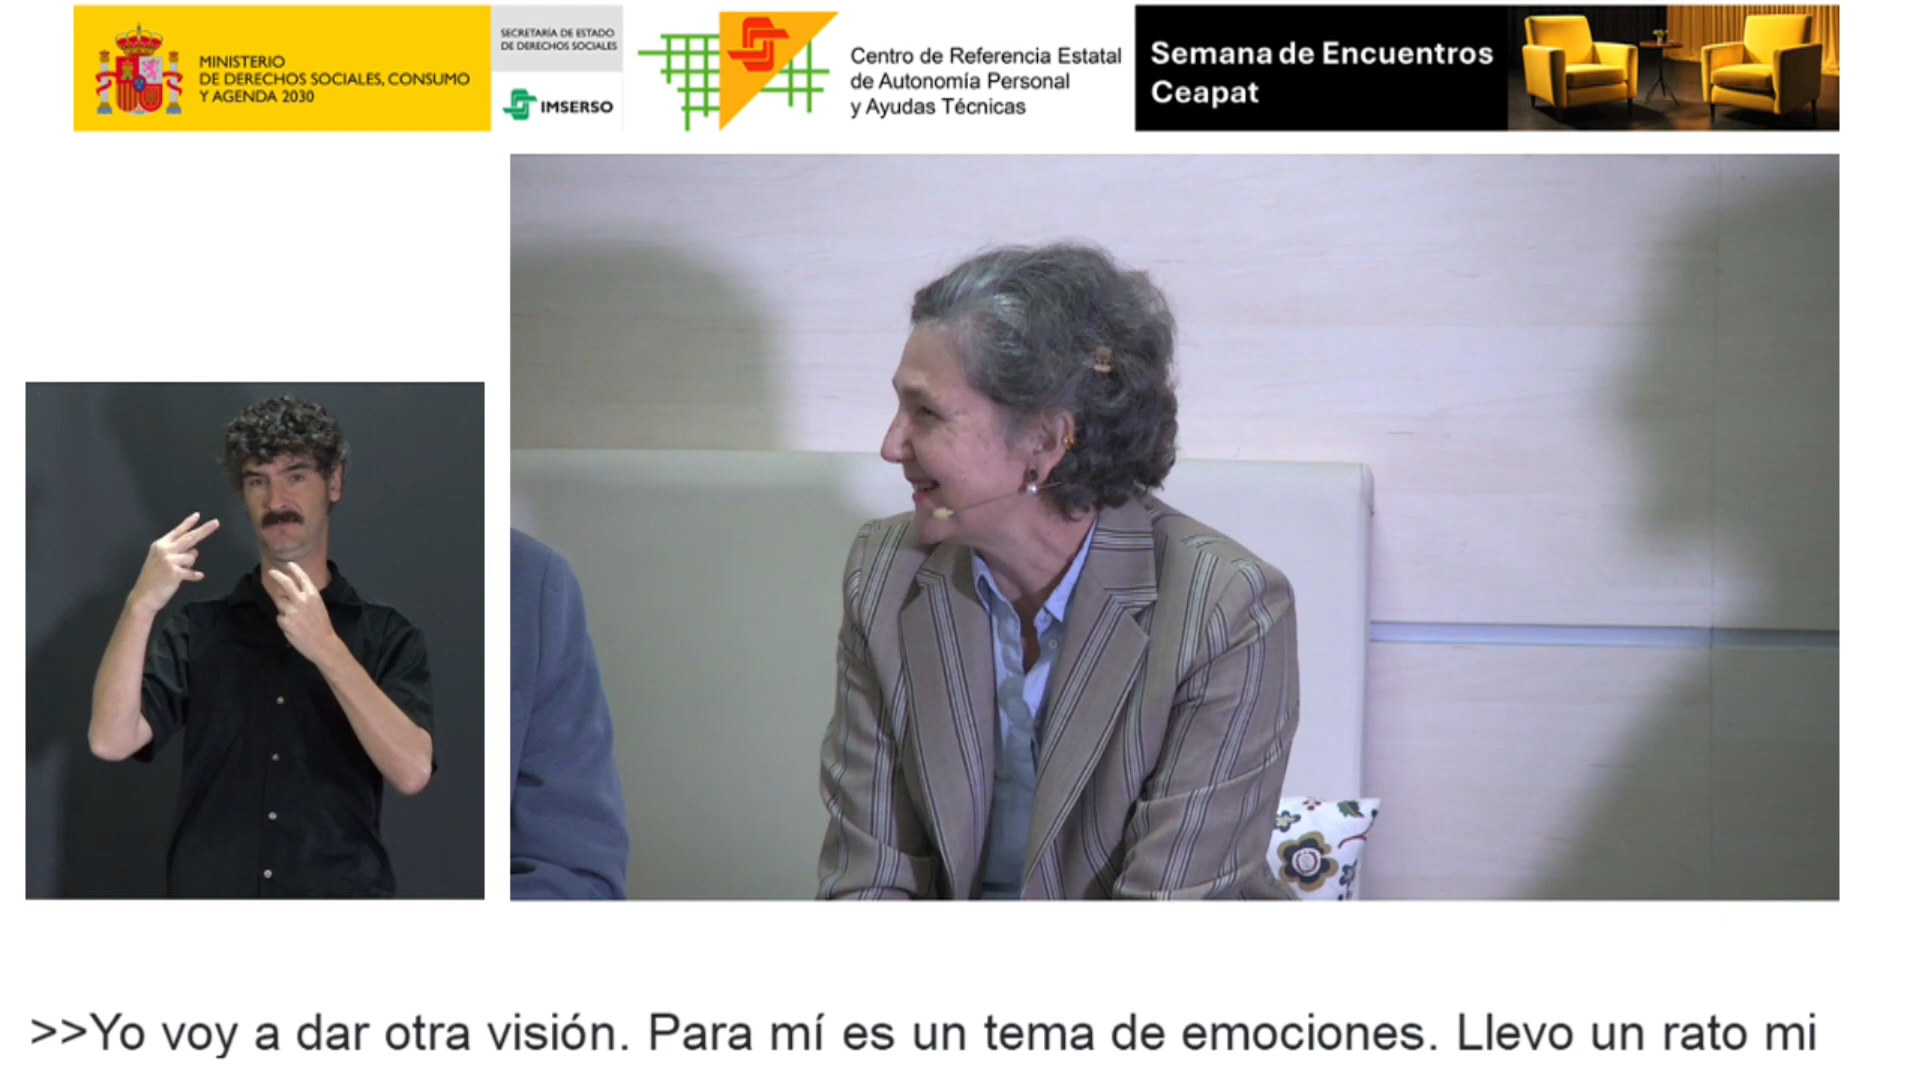 MINISTERIO
DE DERECHOS SOCIALES, CONSUMO
Y AGENDA 2030
SECRETARÍA DE ESTADO
DE DERECHOS SOCIALES
IMSERSO
Centro de Referencia Estatal
de Autonomía Personal
y Ayudas Técnicas
Semana de Encuentros
Ceapat
>>Yo voy a dar otra visión. Para mí es un tema de emociones. Llevo un rato mi